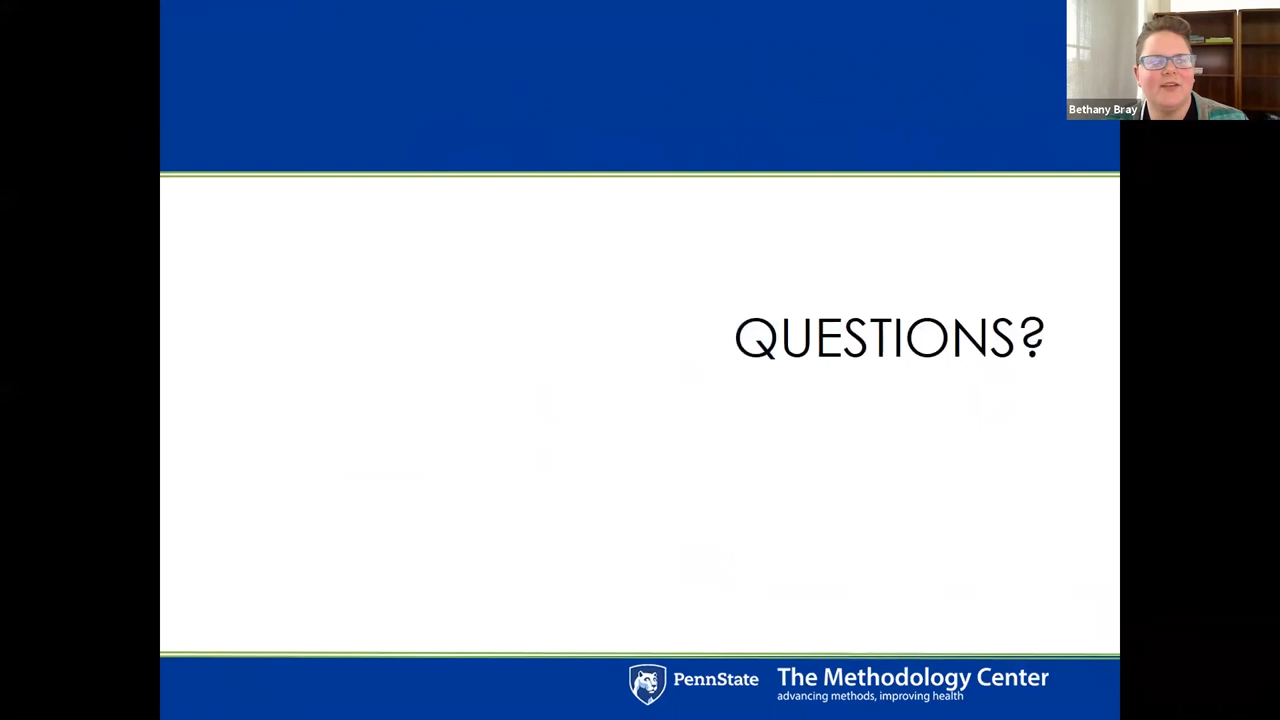 Bethany Bray
QUESTIONS?
PennState
The Methodology Center
advancing methods, improving health